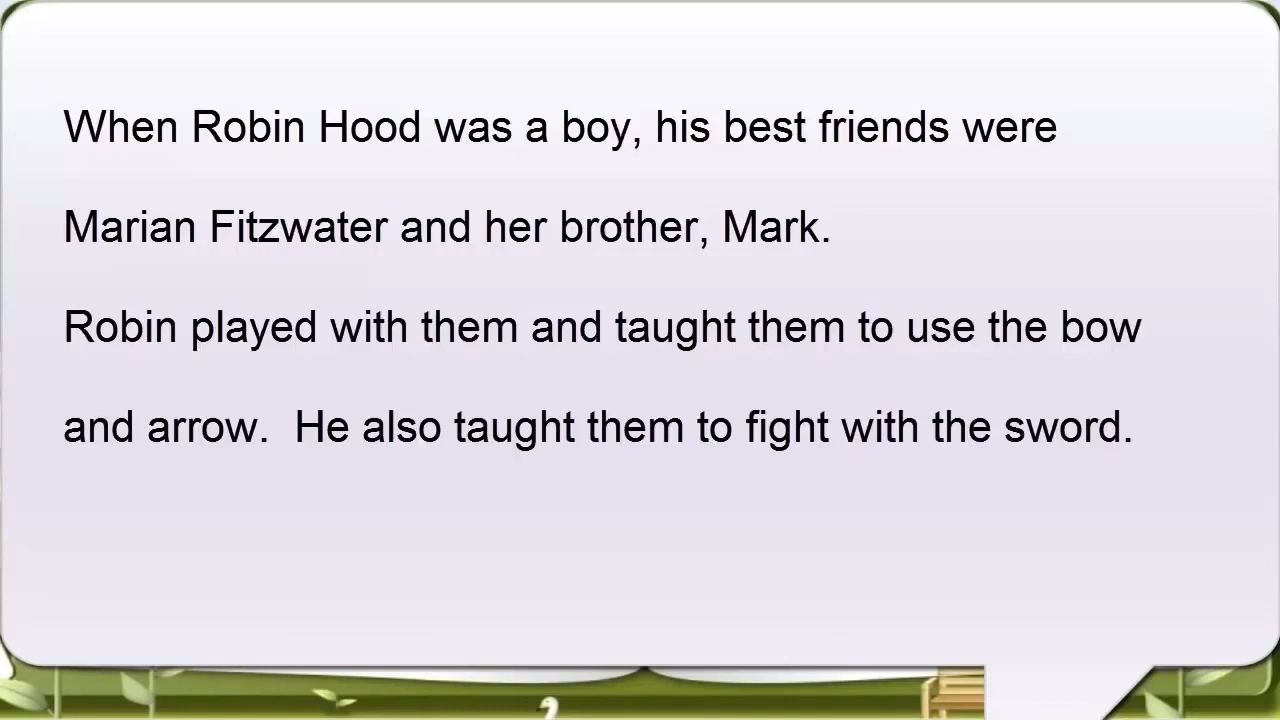 When Robin Hood was a boy, his best friends were
Marian Fitzwater and her brother, Mark.
Robin played with them and taught them to use the bow
and arrow.  He also taught them to fight with the sword.